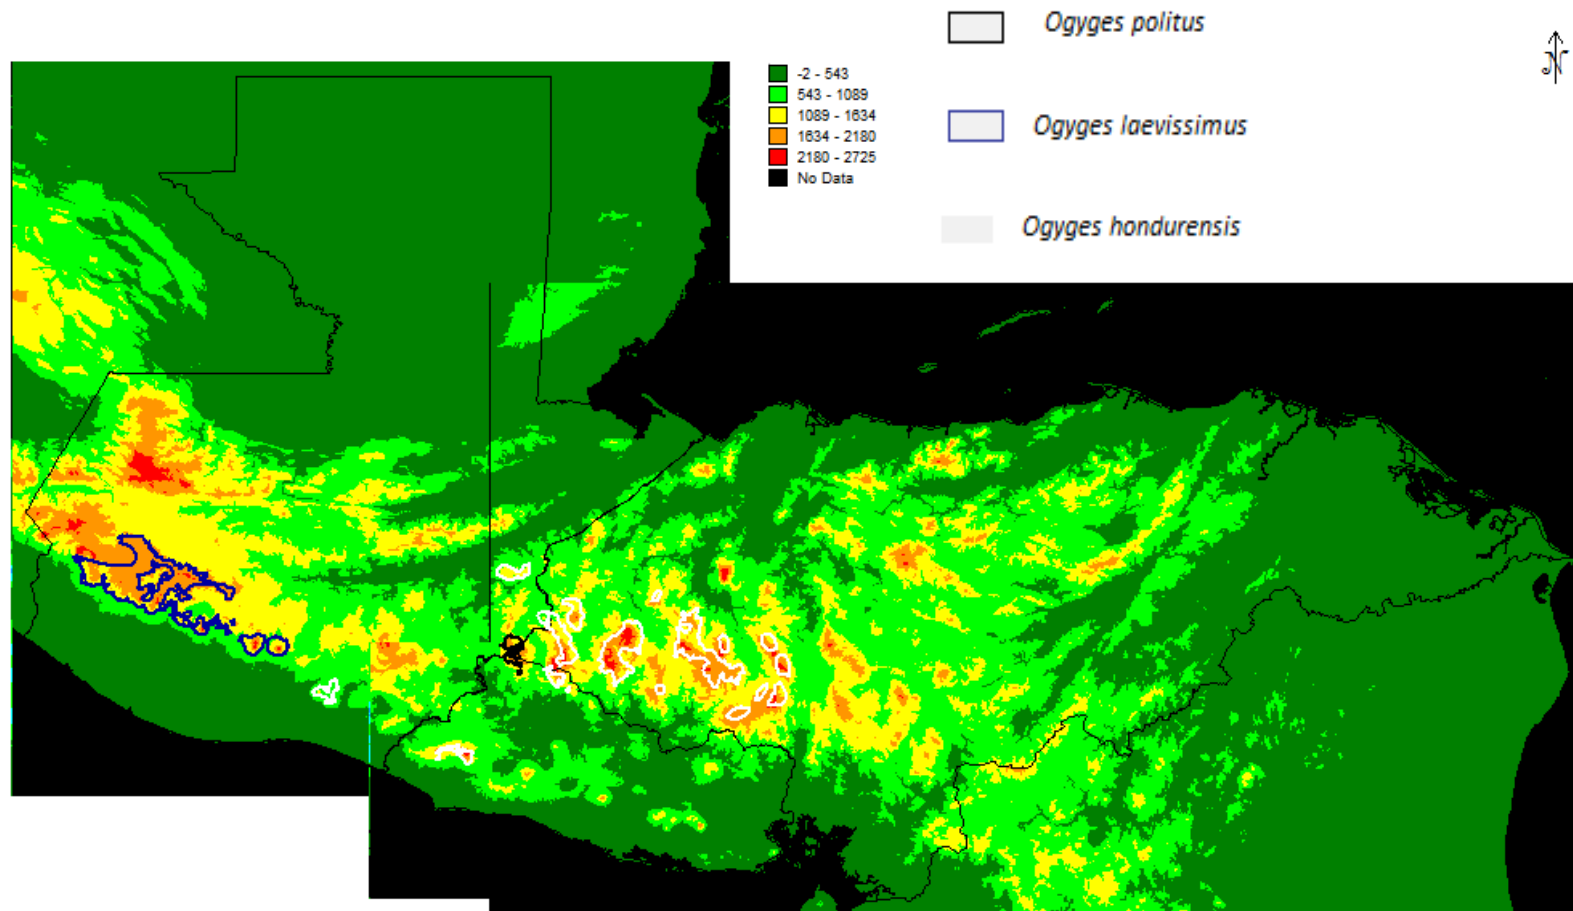 Ogyges politus
N
-2 - 543
543 - 1089
1089 - 1634
1634 - 2180
2180 - 2725
No Data
Ogyges laevissimus
Ogyges hondurensis